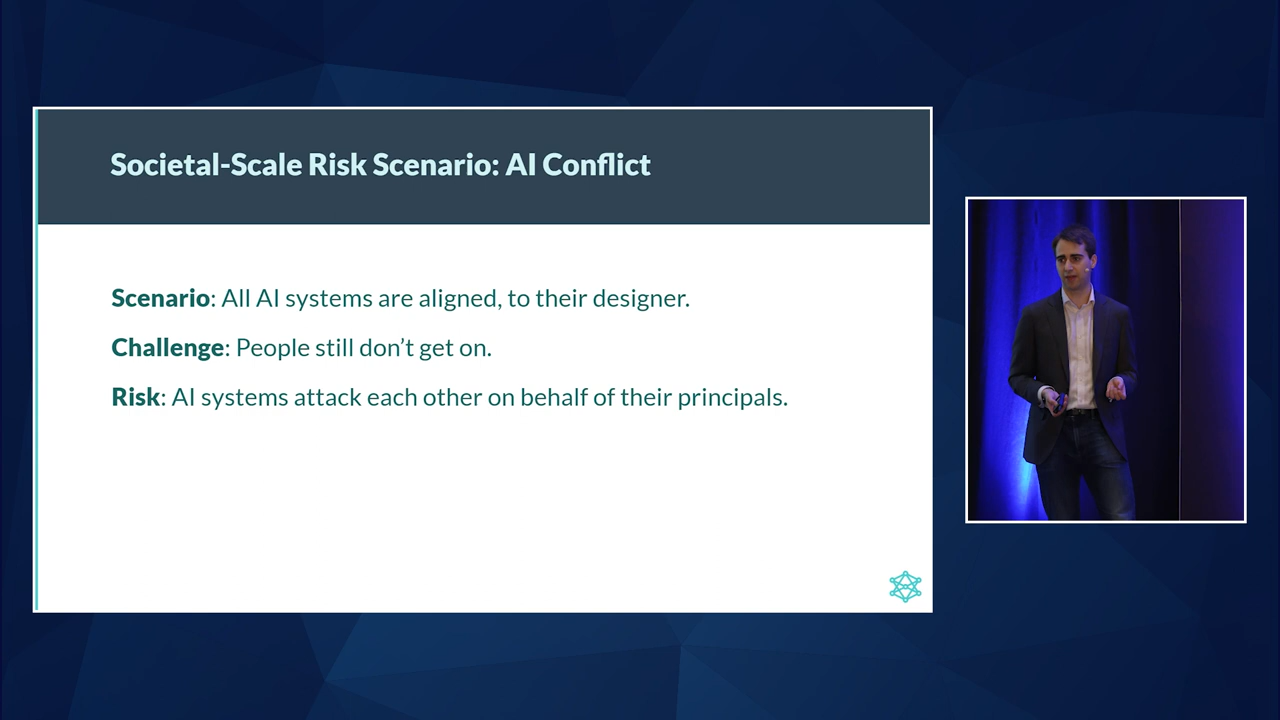 Societal-Scale Risk Scenario: AI Conflict
Scenario: All AI systems are aligned, to their designer.
Challenge: People still don’t get on.
Risk: AI systems attack each other on behalf of their principals.